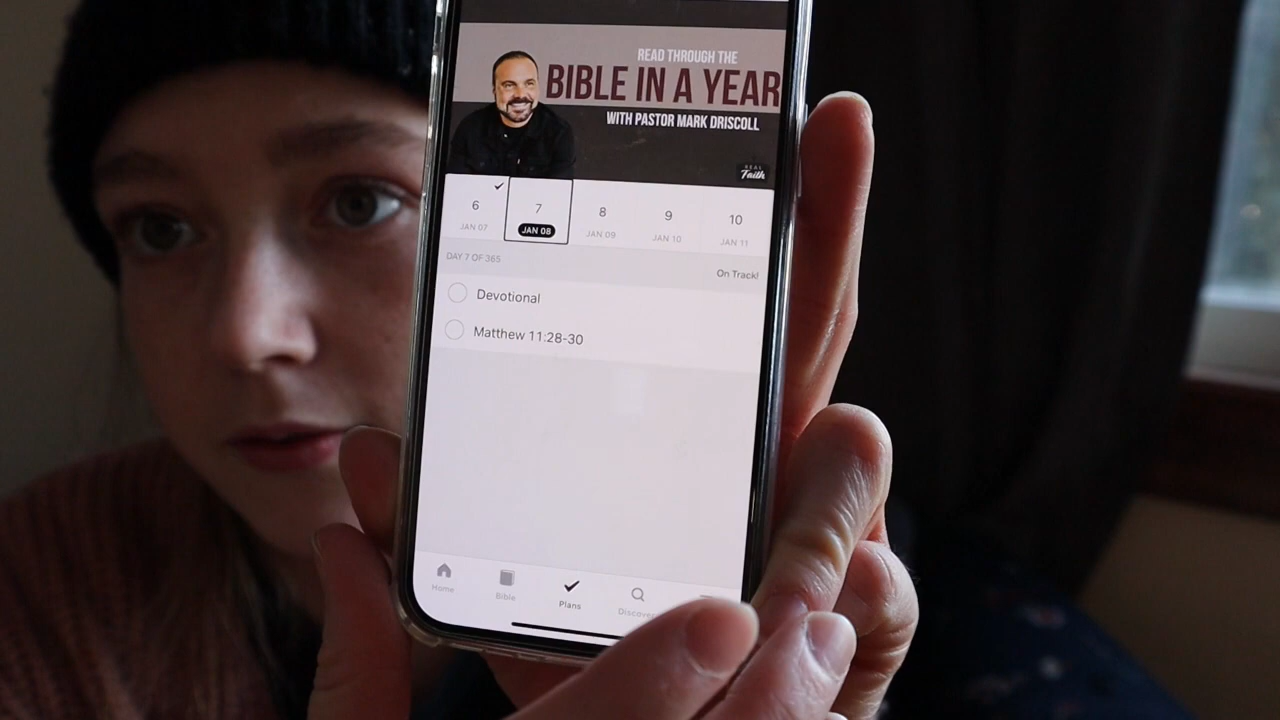 READ THROUGH THE
BIBLE IN A YEAR
WITH PASTOR MARK DRISCOLL
REAL
Faith
6 7 8 9 10
JAN 07 JAN 08 JAN 09 JAN 10 JAN 11
DAY 7 OF 365 On Track!
Devotional
Matthew 11:28-30
Home Bible Plans